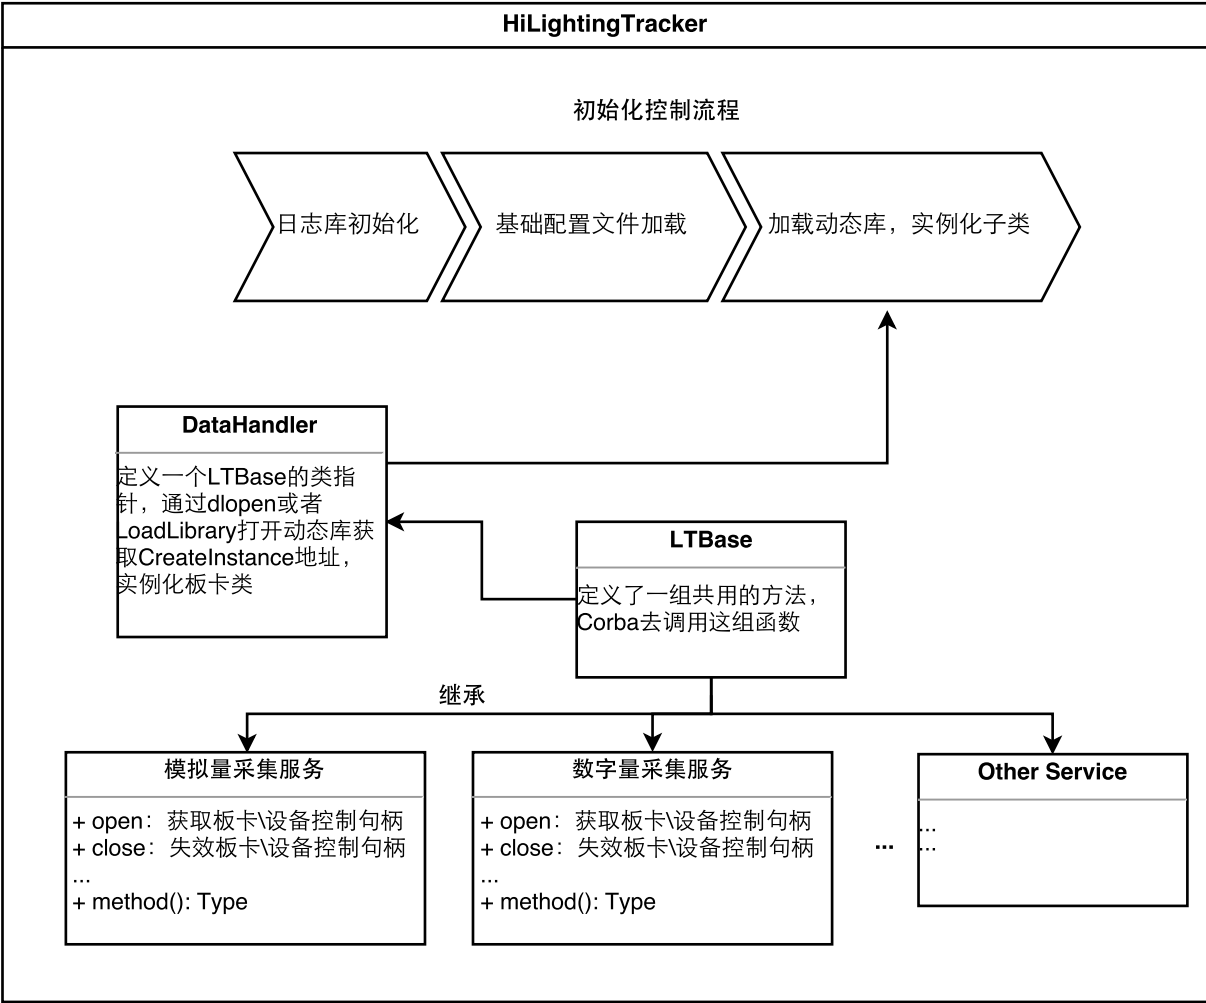 HiLightingTracker
初始化控制流程
日志库初始化
基础配置文件加载
加载动态库，实例化子类
DataHandler
定义一个LTBase的类指
针，通过dlopen或者
LoadLibrary打开动态库获
取CreateInstance地址，
实例化板卡类
LTBase
定义了一组共用的方法，
Corba去调用这组函数
继承
模拟量采集服务
+ open：获取板卡\设备控制句柄
+ close：失效板卡\设备控制句柄
...
+ method(): Type
数字量采集服务
+ open：获取板卡\设备控制句柄
+ close：失效板卡\设备控制句柄
...
+ method(): Type
...
Other Service
...
...